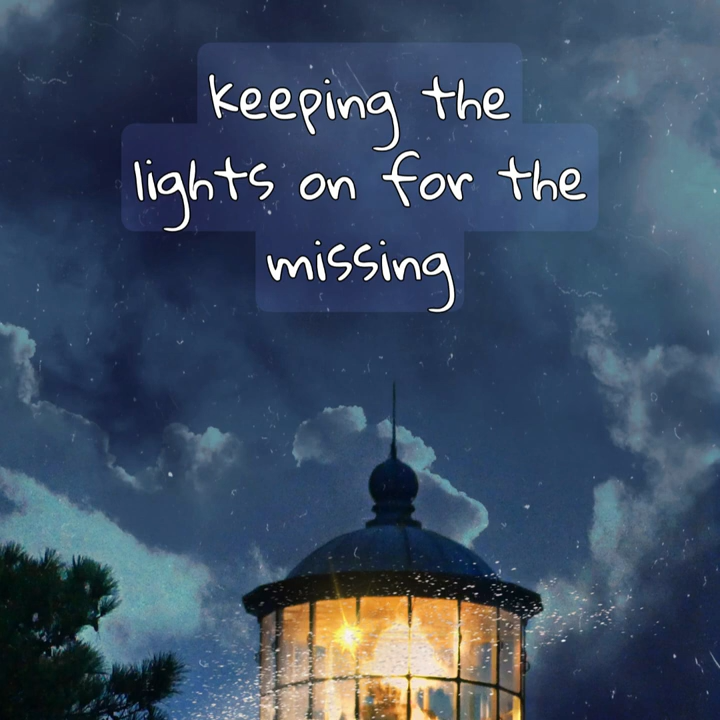 keeping the
lights on for the
missing